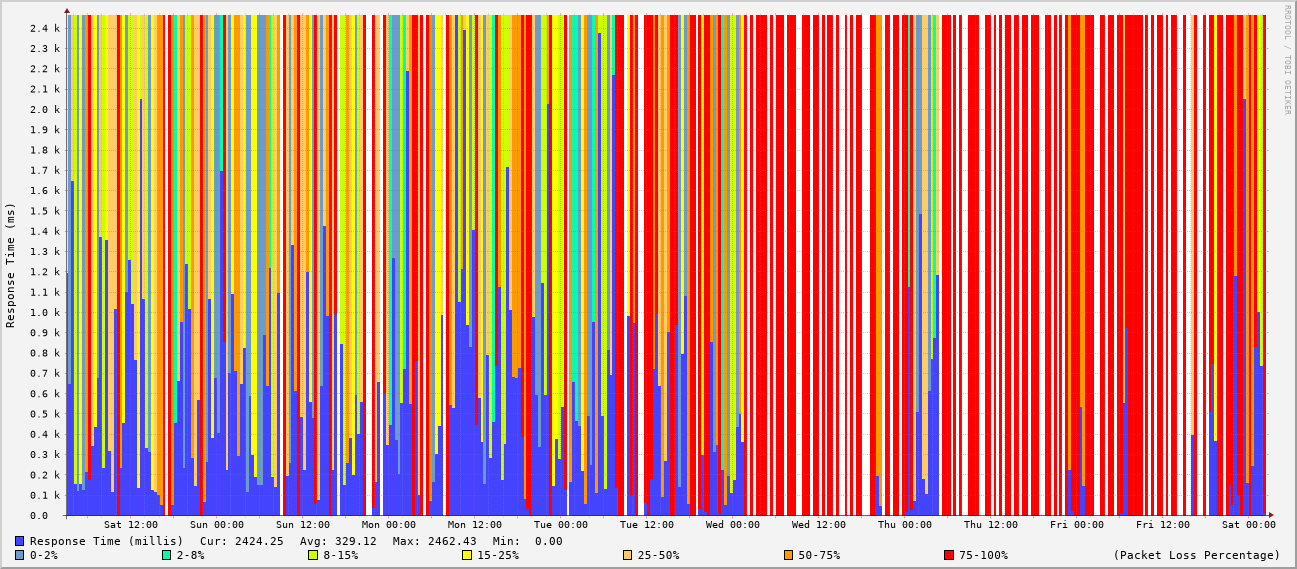 RRDTOOL / TOBI OETIKER
Response Time (ms)
2.4 k
2.3 k
2.2 k
2.1 k
2.0 k
1.9 k
1.8 k
1.7 k
1.6 k
1.5 k
1.4 k
1.3 k
1.2 k
1.1 k
1.0 k
0.9 k
0.8 k
0.7 k
0.6 k
0.5 k
0.4 k
0.3 k
0.2 k
0.1 k
0.0
Sat 12:00 Sun 00:00 Sun 12:00 Mon 00:00 Mon 12:00 Tue 00:00 Tue 12:00 Wed 00:00 Wed 12:00 Thu 00:00 Thu 12:00 Fri 00:00 Fri 12:00 Sat 00:00
Response Time (millis) Cur: 2424.25 Avg: 329.12 Max: 2462.43 Min: 0.00
0-2% 2-8% 8-15% 15-25% 25-50% 50-75% 75-100% (Packet Loss Percentage)